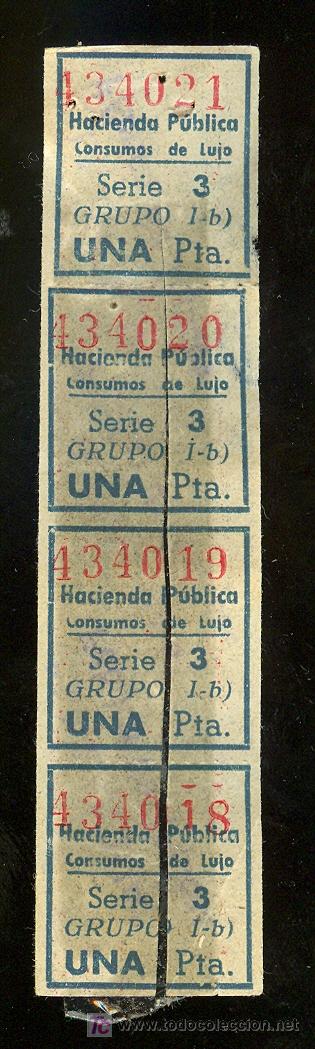 434021
Hacienda Pública
Consumos de Lujo
Serie 3
GRUPO I-b)
UNA Pta.
434020
Hacienda Pública
Consumos de Lujo
Serie 3
GRUPO I-b)
UNA Pta.
434019
Hacienda Pública
Consumos de Lujo
Serie 3
GRUPO I-b)
UNA Pta.
434018
Hacienda Pública
Consumos de Lujo
Serie 3
GRUPO I-b)
UNA Pta.
tc www.todocoleccion.net